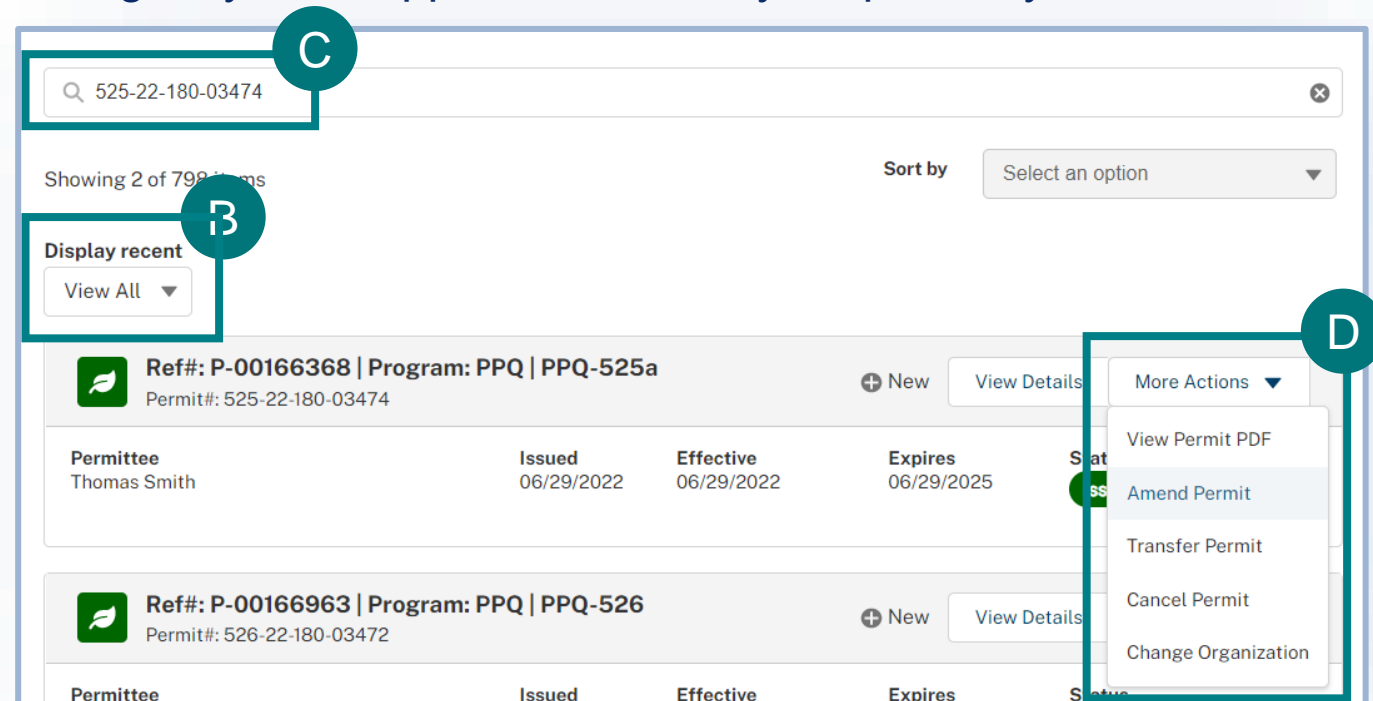 C
525-22-180-03474
Showing 2 of 798 items
Sort by
Select an option
B
Display recent
View All
D
Ref#: P-00166368 | Program: PPQ | PPQ-525a
Permit#: 525-22-180-03474
New
View Details
More Actions
View Permit PDF
Amend Permit
Transfer Permit
Cancel Permit
Change Organization
Permittee
Issued
Effective
Expires
Thomas Smith
06/29/2022
06/29/2022
06/29/2025
Ref#: P-00166963 | Program: PPQ | PPQ-526
Permit#: 526-22-180-03472
New
View Details
Permittee
Issued
Effective
Expires
Status